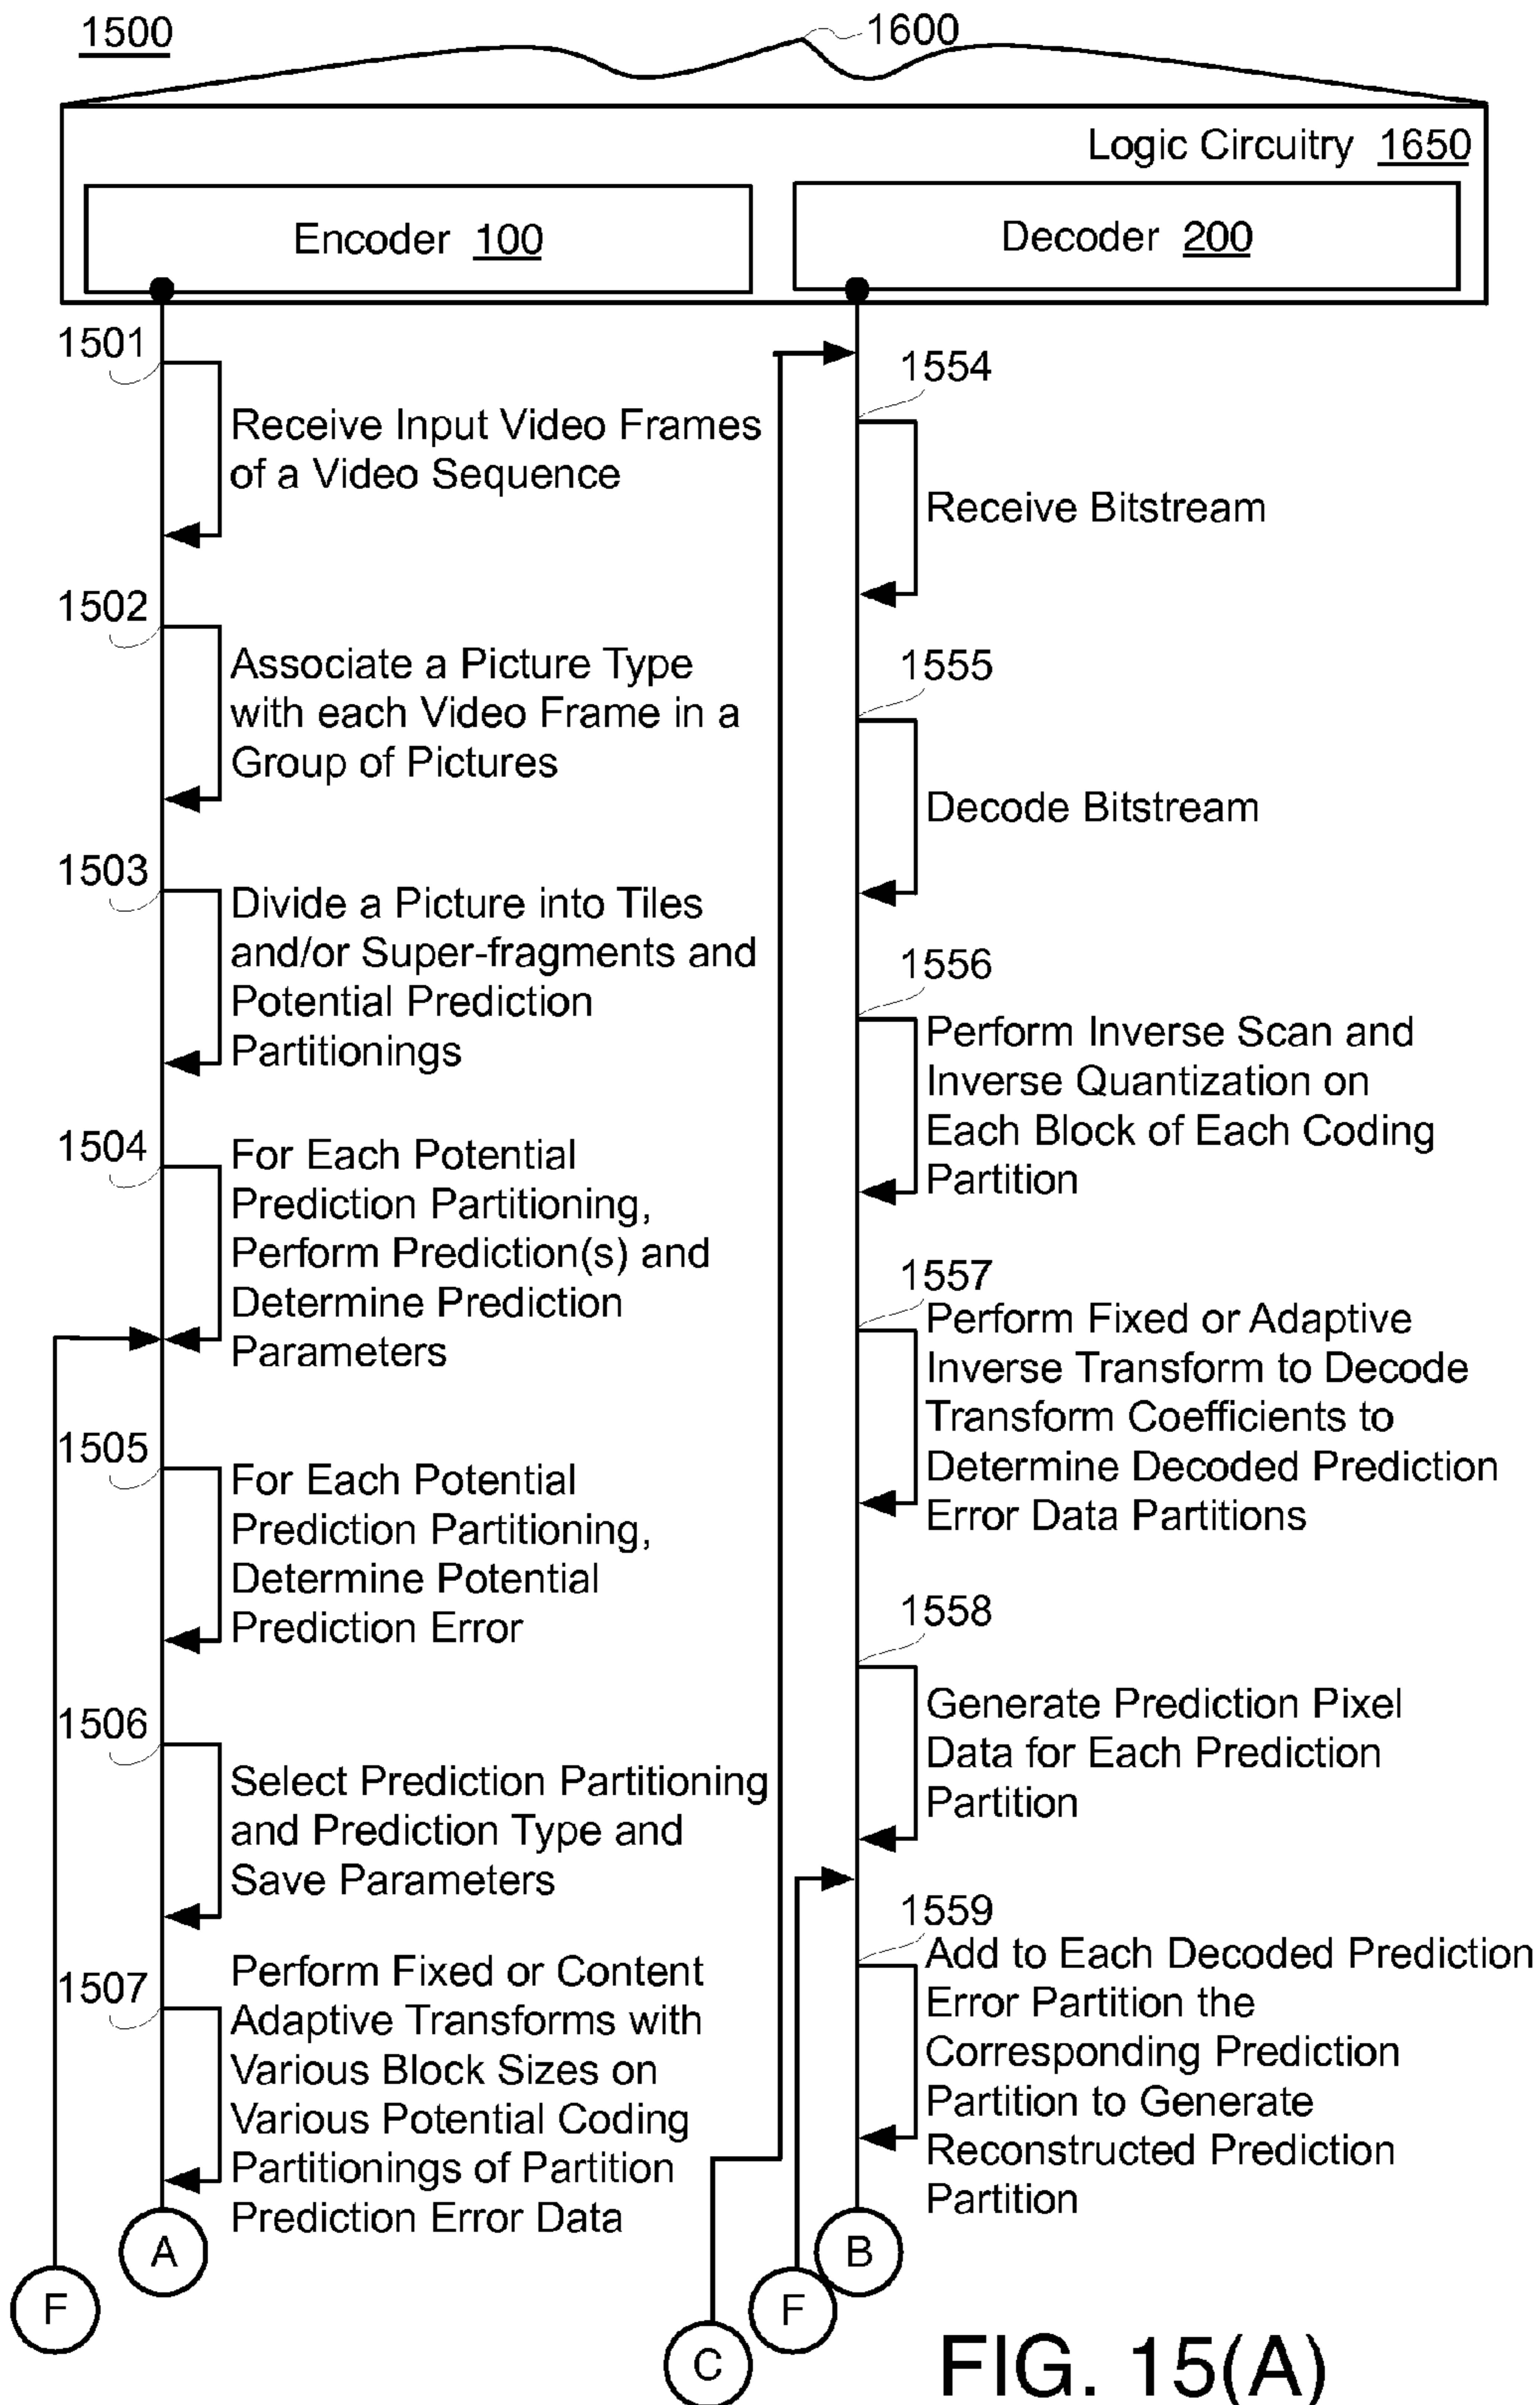 1500
1600
Logic Circuitry 1650
Encoder 100
Decoder 200
1501
Receive Input Video Frames
of a Video Sequence
1502
Associate a Picture Type
with each Video Frame in a
Group of Pictures
1503
Divide a Picture into Tiles
and/or Super-fragments and
Potential Prediction
Partitionings
1504
For Each Potential
Prediction Partitioning,
Perform Prediction(s) and
Determine Prediction
Parameters
1505
For Each Potential
Prediction Partitioning,
Determine Potential
Prediction Error
1506
Select Prediction Partitioning
and Prediction Type and
Save Parameters
1507
Perform Fixed or Content
Adaptive Transforms with
Various Block Sizes on
Various Potential Coding
Partitionings of Partition
Prediction Error Data
A
F
1554
Receive Bitstream
1555
Decode Bitstream
1556
Perform Inverse Scan and
Inverse Quantization on
Each Block of Each Coding
Partition
1557
Perform Fixed or Adaptive
Inverse Transform to Decode
Transform Coefficients to
Determine Decoded Prediction
Error Data Partitions
1558
Generate Prediction Pixel
Data for Each Prediction
Partition
1559
Add to Each Decoded Prediction
Error Partition the
Corresponding Prediction
Partition to Generate
Reconstructed Prediction
Partition
B
F
C
FIG. 15(A)